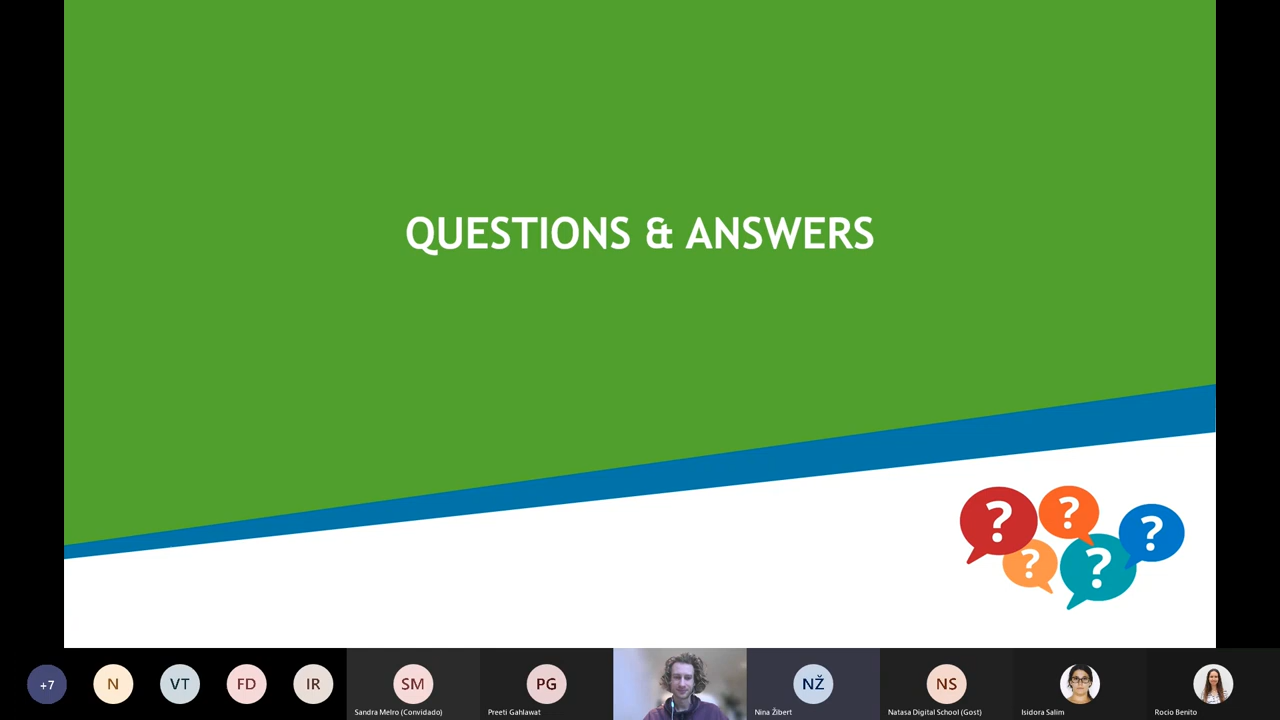 QUESTIONS & ANSWERS
?
?
?
?
?
+7
N
VT
FD
IR
SM
Sandra Melro (Convidado)
PG
Preeti Gahlawat
NŽ
Nina Žibert
NS
Natasa Digital School (Gost)
Isidora Salim
Rocio Benito